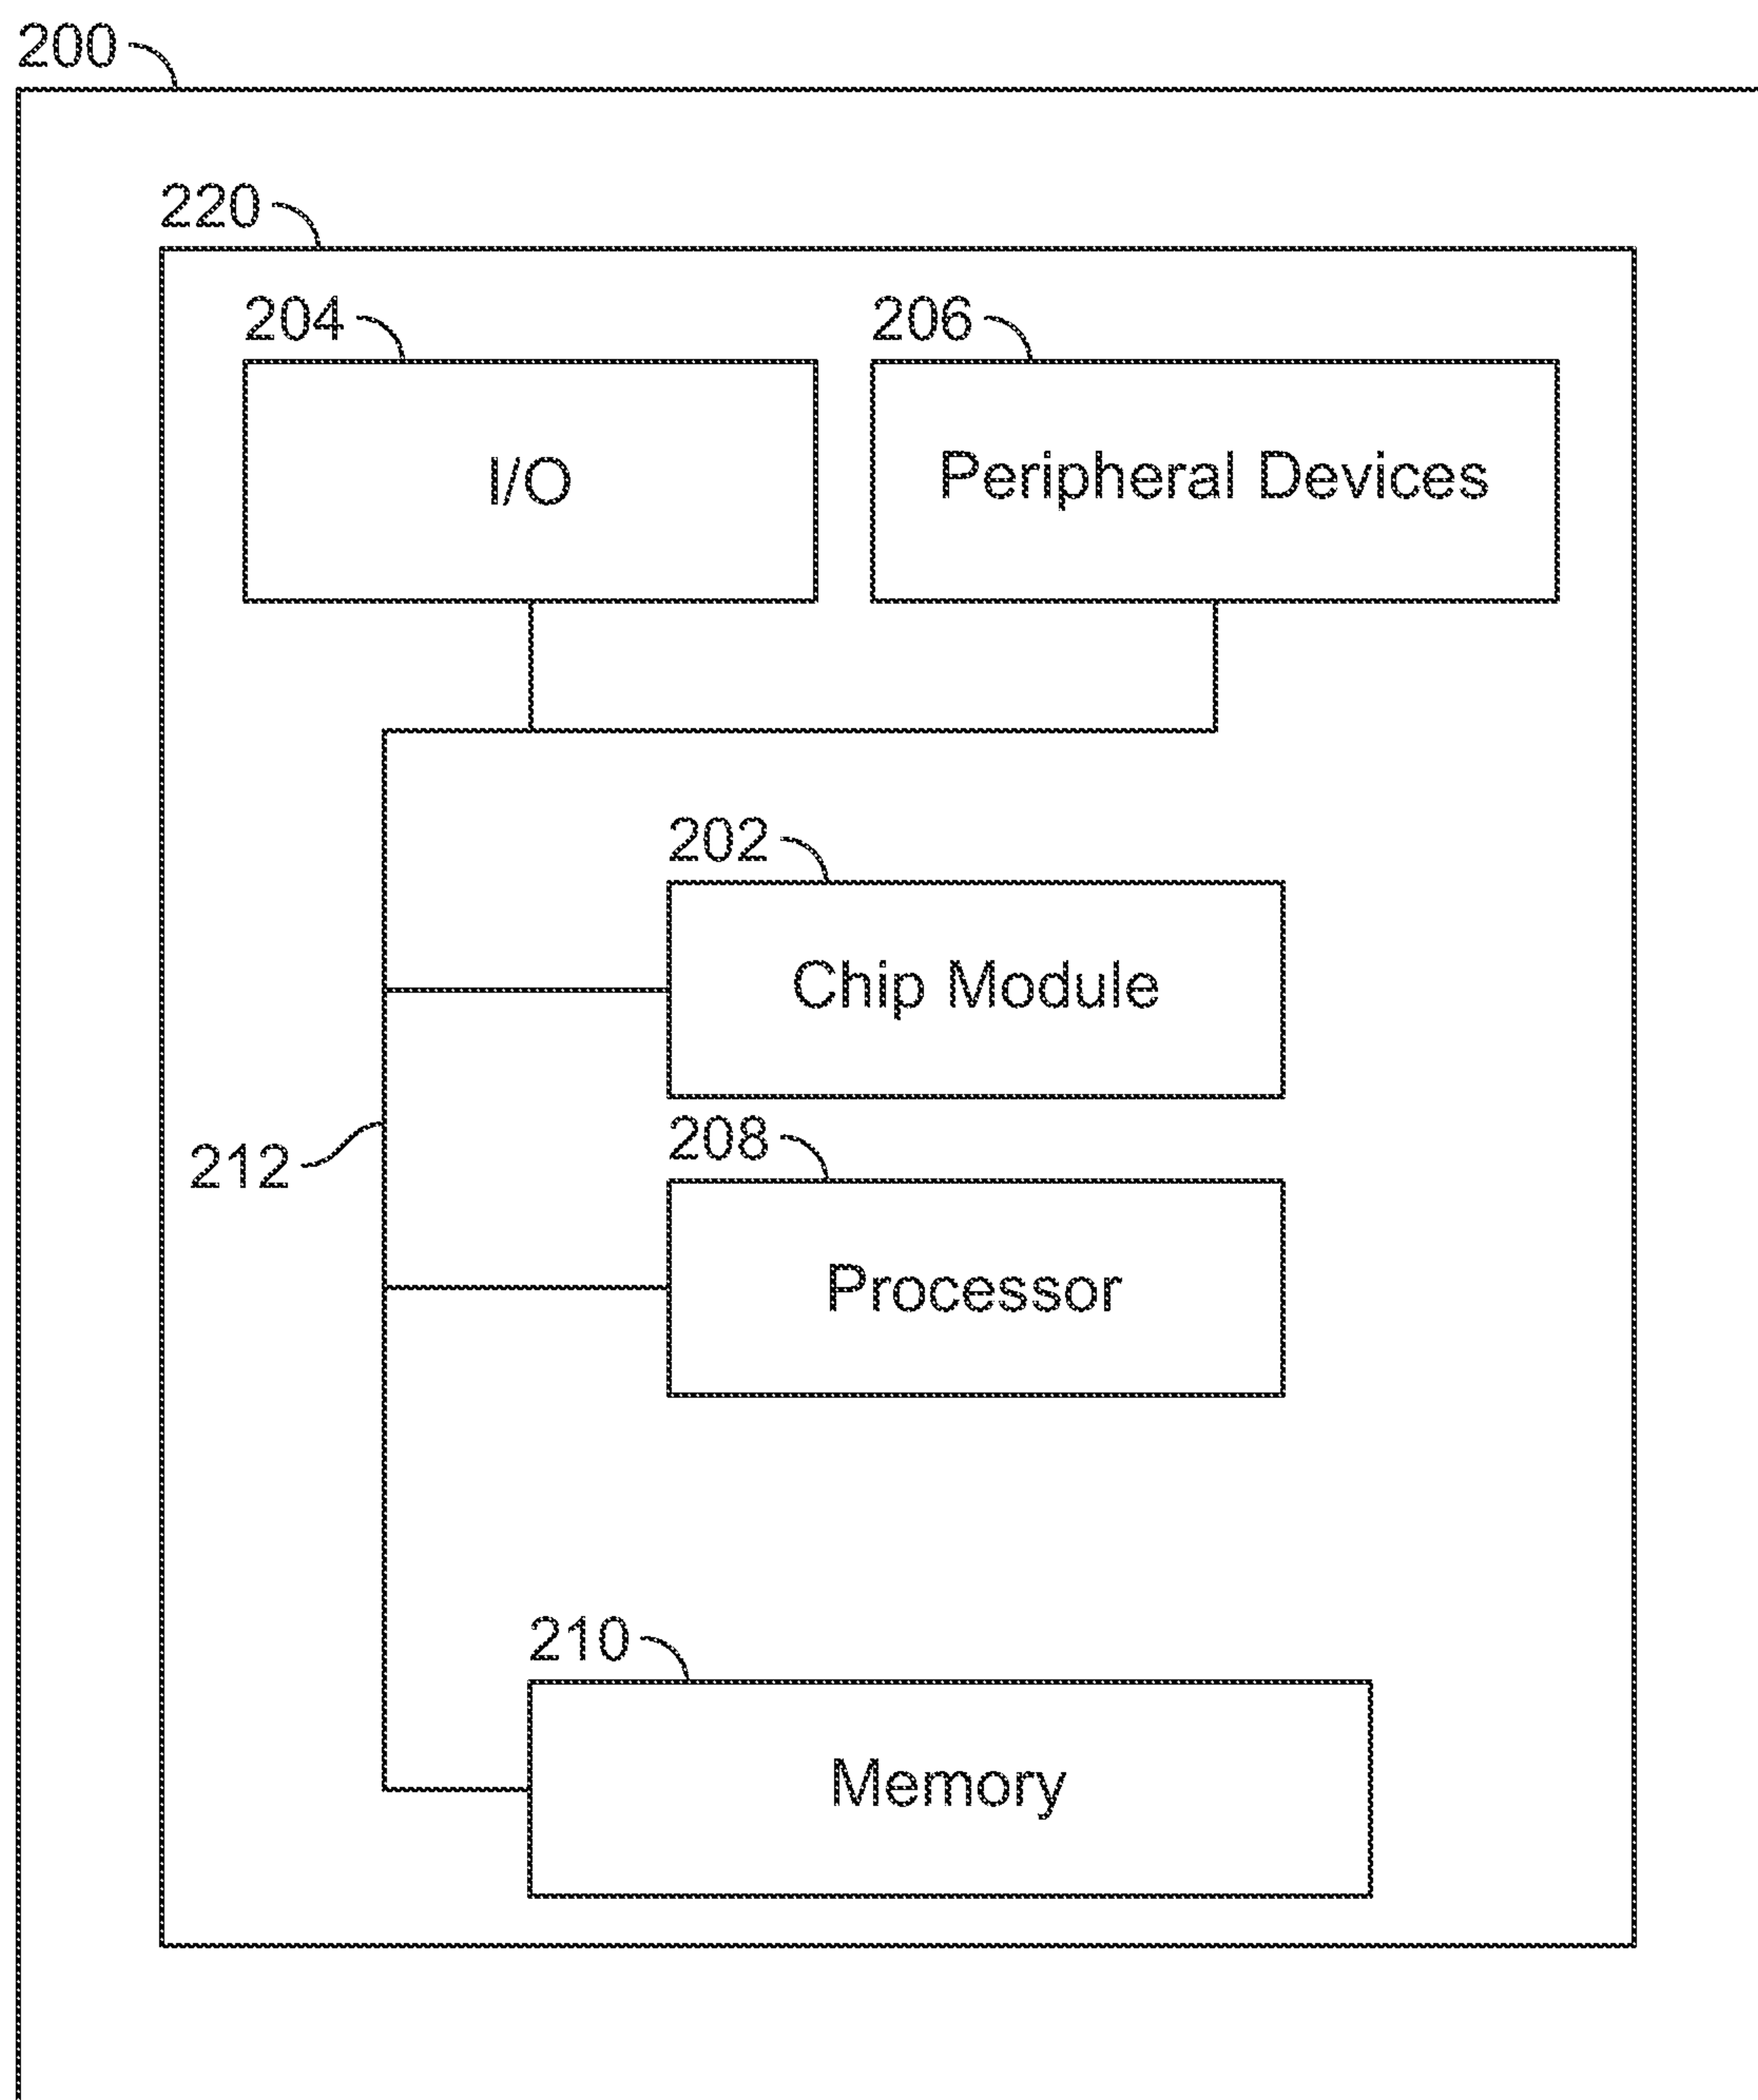 200
220
204
206
I/O
Peripheral Devices
202
Chip Module
212
208
Processor
210
Memory